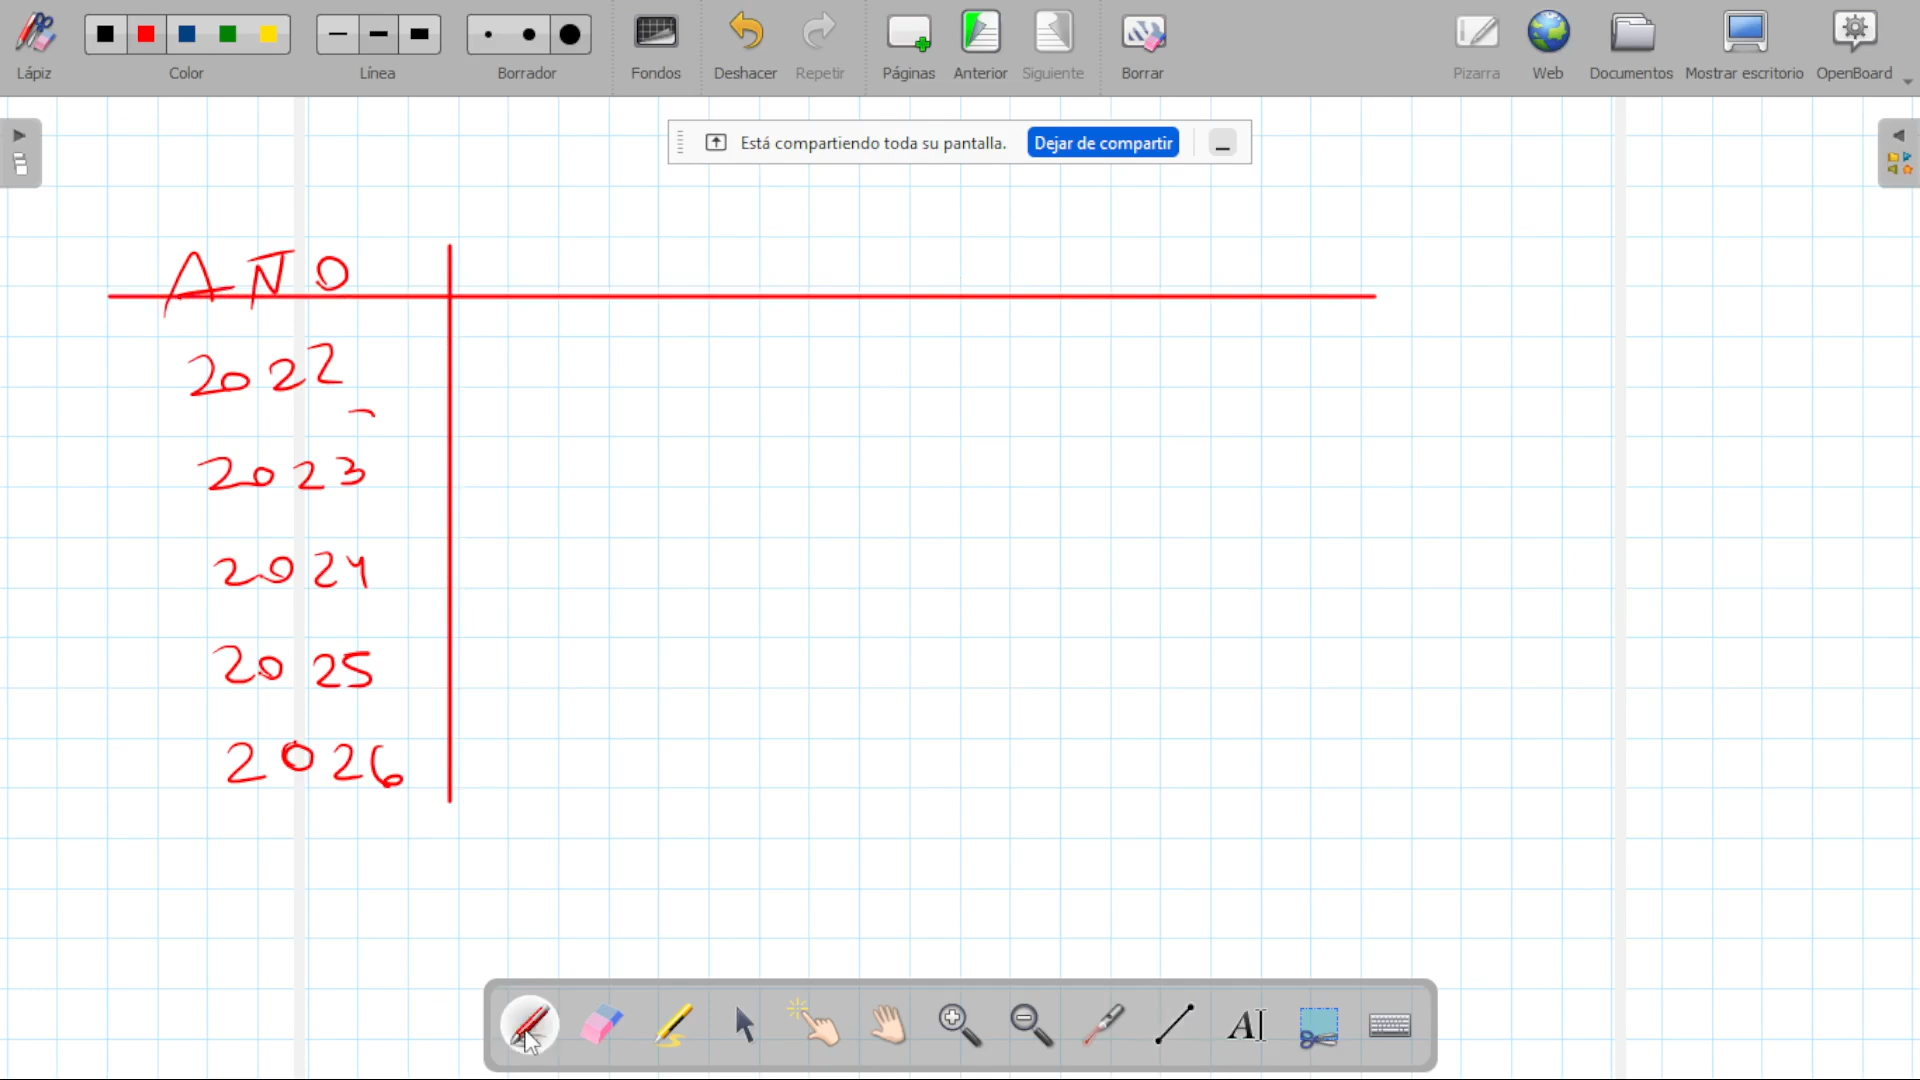 Lápiz
Color
Línea
Borrador
Fondos
Deshacer
Repetir
Páginas
Anterior
Siguiente
Borrar
Pizarra
Web
Documentos
Mostrar escritorio
OpenBoard
Está compartiendo toda su pantalla.
Dejar de compartir
AÑO
2022
2023
2024
2025
2026
AI